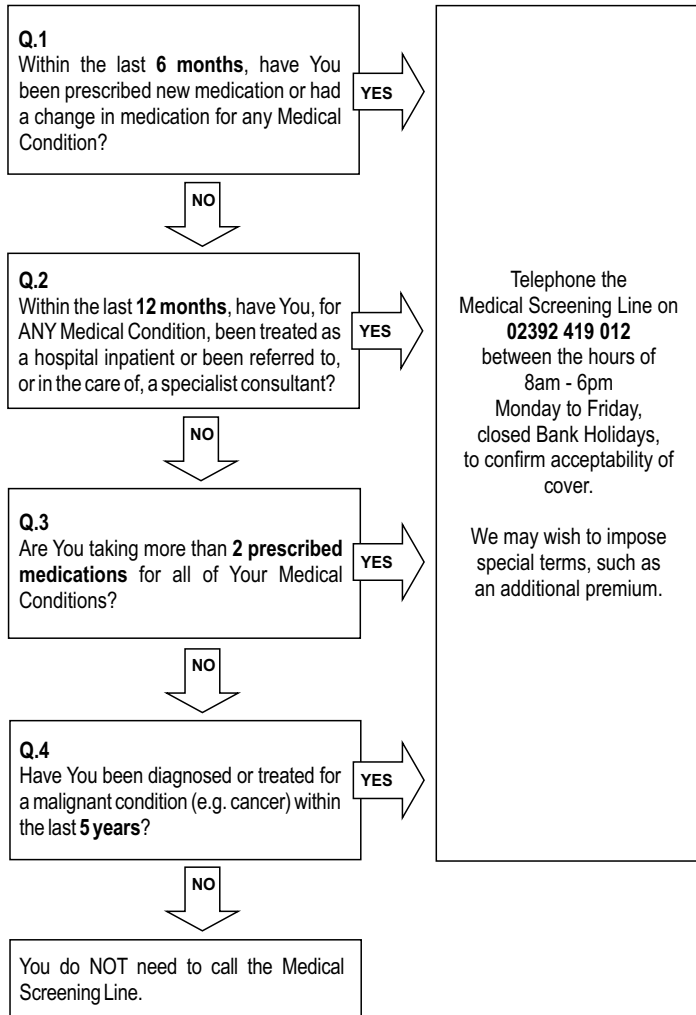 Q.1
Within the last 6 months, have You
been prescribed new medication or had
a change in medication for any Medical
Condition?
YES
NO
Q.2
Within the last 12 months, have You, for
ANY Medical Condition, been treated as
a hospital inpatient or been referred to,
or in the care of, a specialist consultant?
YES
NO
Q.3
Are You taking more than 2 prescribed
medications for all of Your Medical
Conditions?
YES
NO
Q.4
Have You been diagnosed or treated for
a malignant condition (e.g. cancer) within
the last 5 years?
YES
NO
You do NOT need to call the Medical
Screening Line.
Telephone the
Medical Screening Line on
02392 419 012
between the hours of
8am - 6pm
Monday to Friday,
closed Bank Holidays,
to confirm acceptability of
cover.
We may wish to impose
special terms, such as
an additional premium.